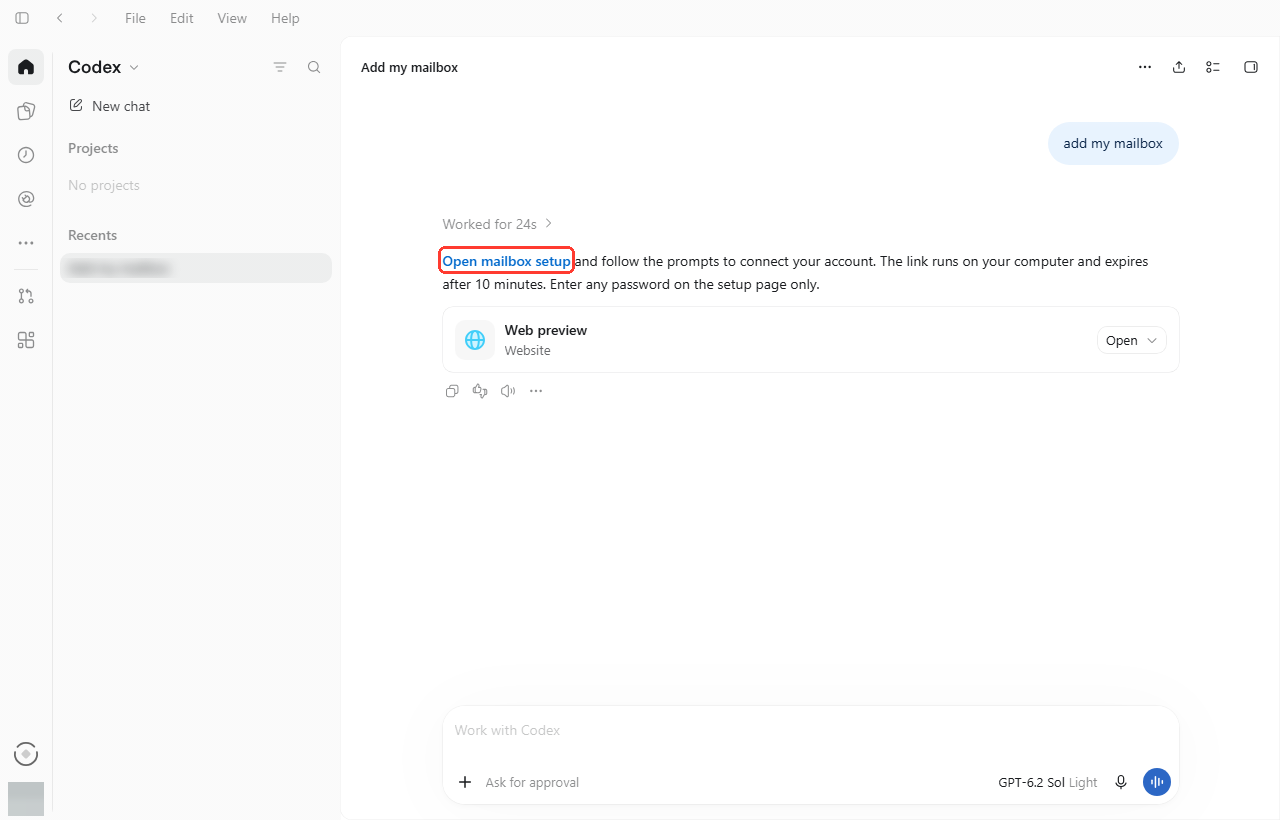 File Edit View Help
Codex
New chat
Projects
No projects
Recents
Add my mailbox
add my mailbox
Worked for 24s
Open mailbox setup and follow the prompts to connect your account. The link runs on your computer and expires
after 10 minutes. Enter any password on the setup page only.
Web preview
Website
Open
Work with Codex
Ask for approval
GPT-6.2 Sol Light